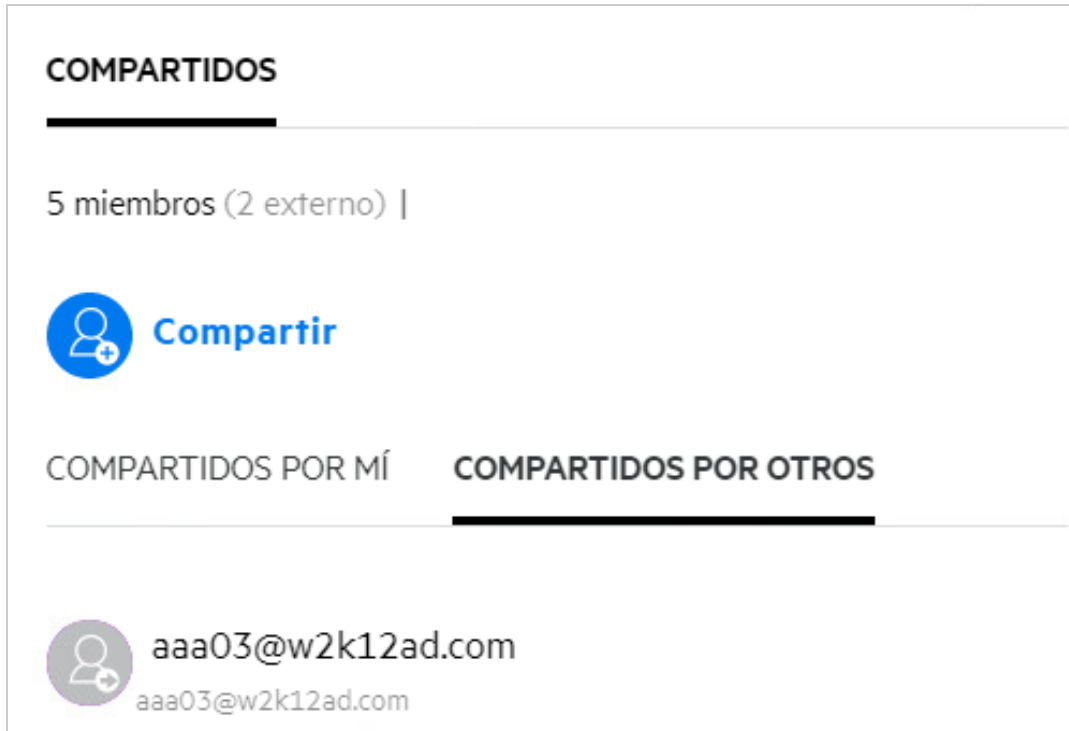 COMPARTIDOS
5 miembros (2 externo) |
Compartir
COMPARTIDOS POR MÍ COMPARTIDOS POR OTROS
aaa03@w2k12ad.com
aaa03@w2k12ad.com